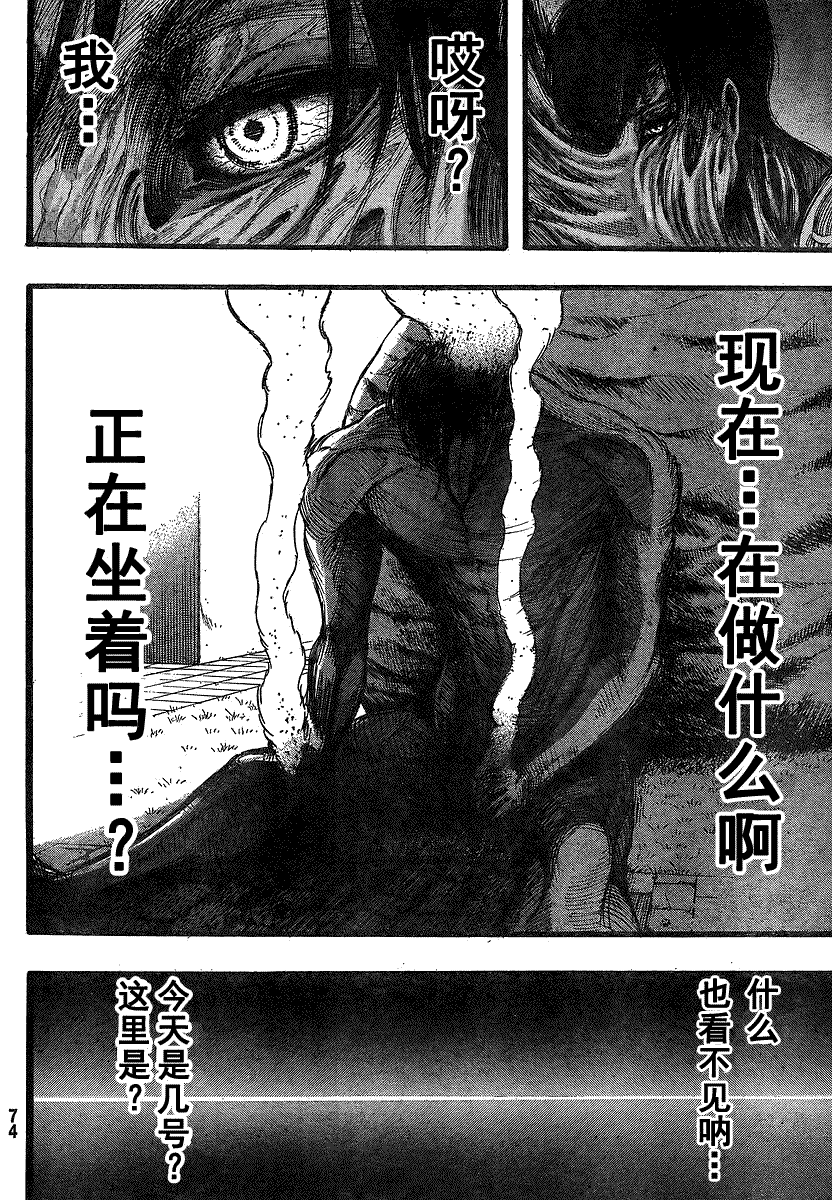 哎呀？
我…
现在…在做什么啊
正在坐着吗…？
什么
也看不见呐…
今天是几号？
这里是？
74